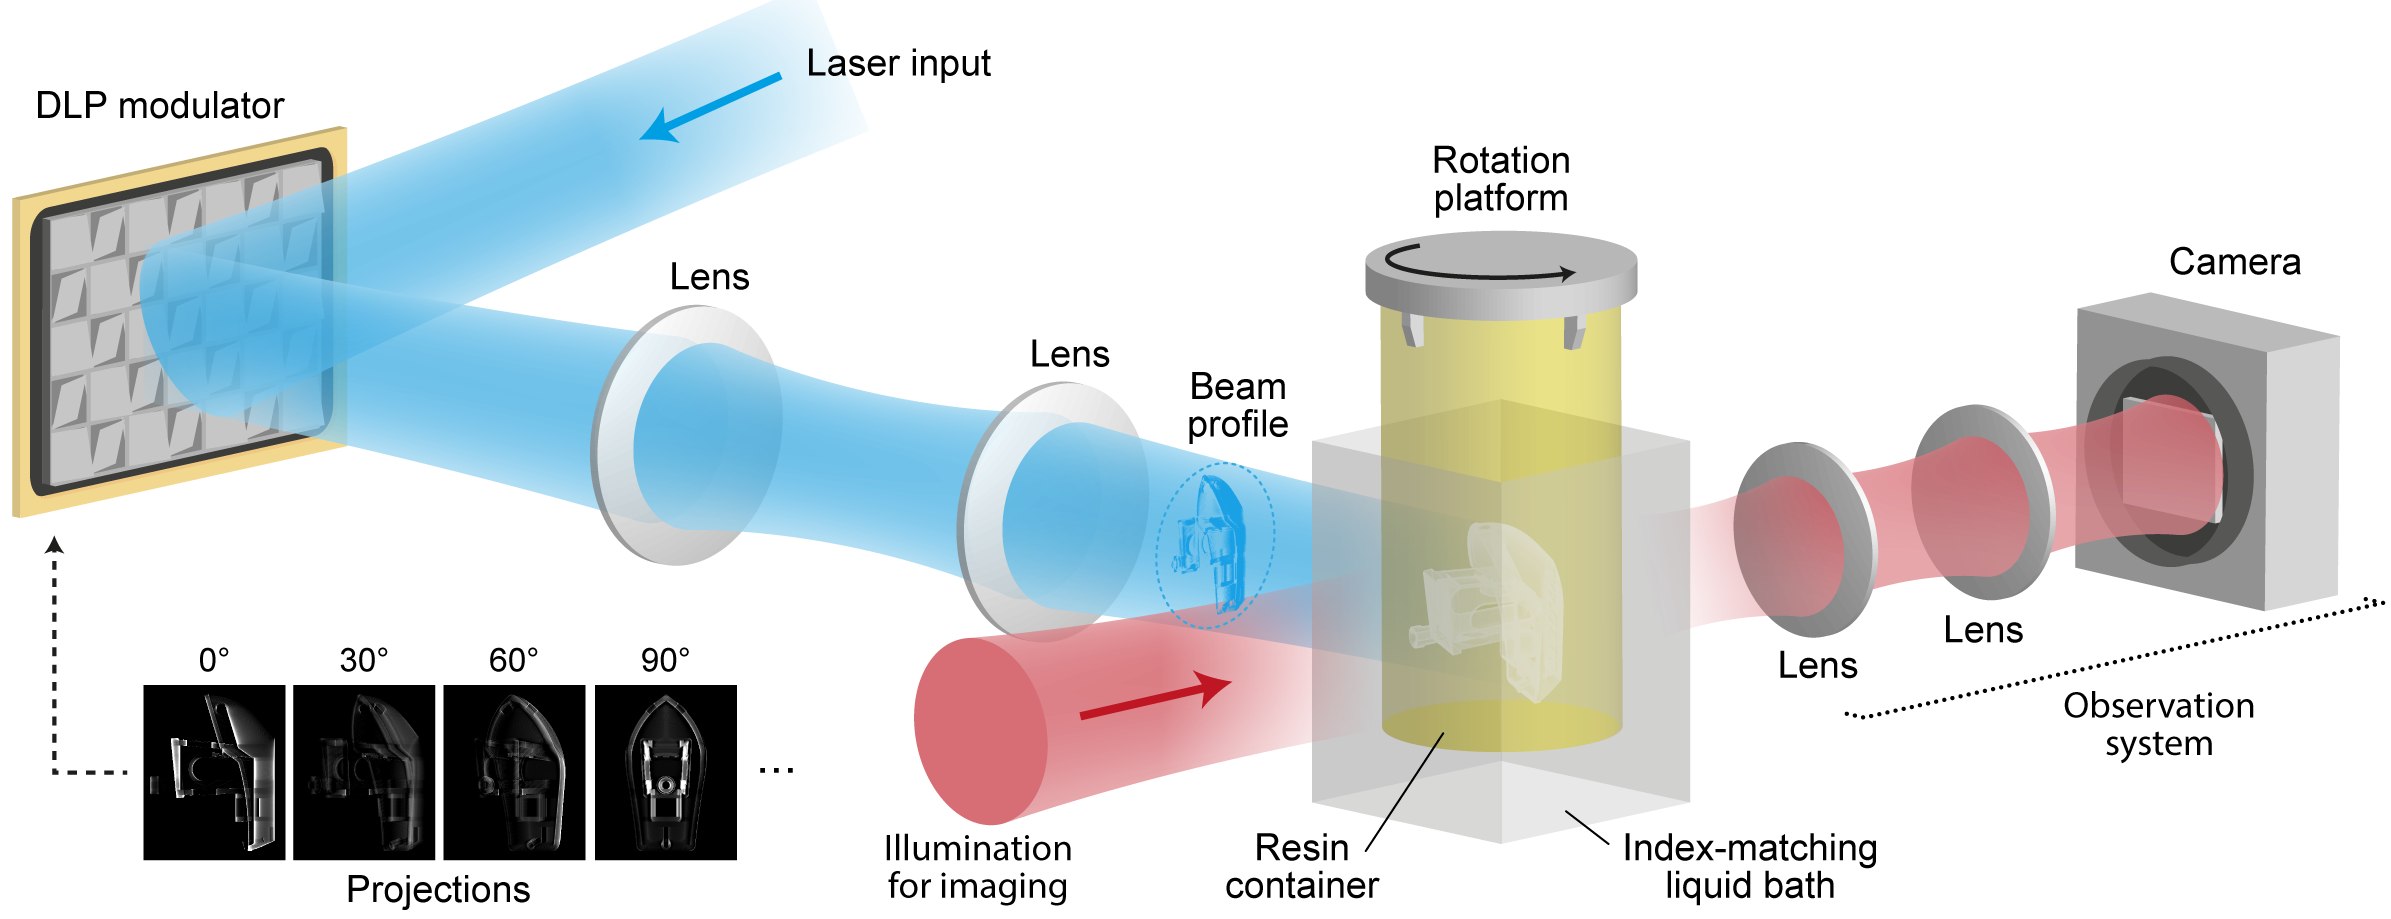 Laser input
DLP modulator
Rotation
platform
Camera
Lens
Lens
Beam
profile
Lens
Lens
Observation
system
0°
30°
60°
90°
...
Projections
Illumination
for imaging
Resin
container
Index-matching
liquid bath